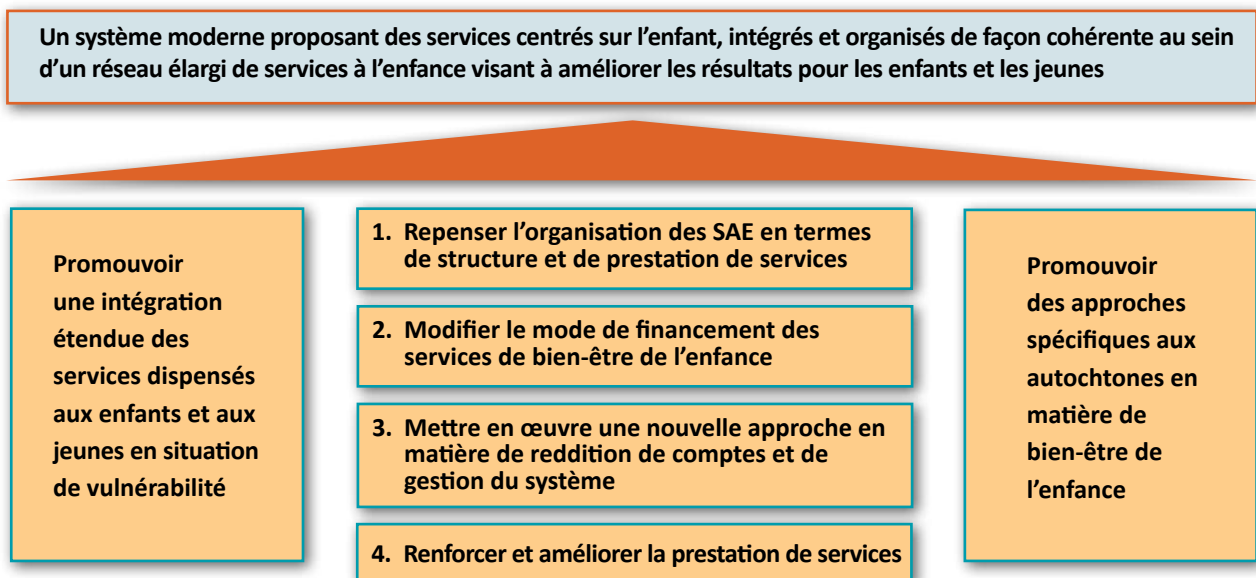 Un système moderne proposant des services centrés sur l’enfant, intégrés et organisés de façon cohérente au sein
d’un réseau élargi de services à l’enfance visant à améliorer les résultats pour les enfants et les jeunes
Promouvoir
une intégration
étendue des
services dispensés
aux enfants et aux
jeunes en situation
de vulnérabilité
1. Repenser l’organisation des SAE en termes
de structure et de prestation de services
2. Modifier le mode de financement des
services de bien-être de l’enfance
3. Mettre en œuvre une nouvelle approche en
matière de reddition de comptes et de
gestion du système
4. Renforcer et améliorer la prestation de services
Promouvoir
des approches
spécifiques aux
autochtones en
matière de
bien-être de
l’enfance